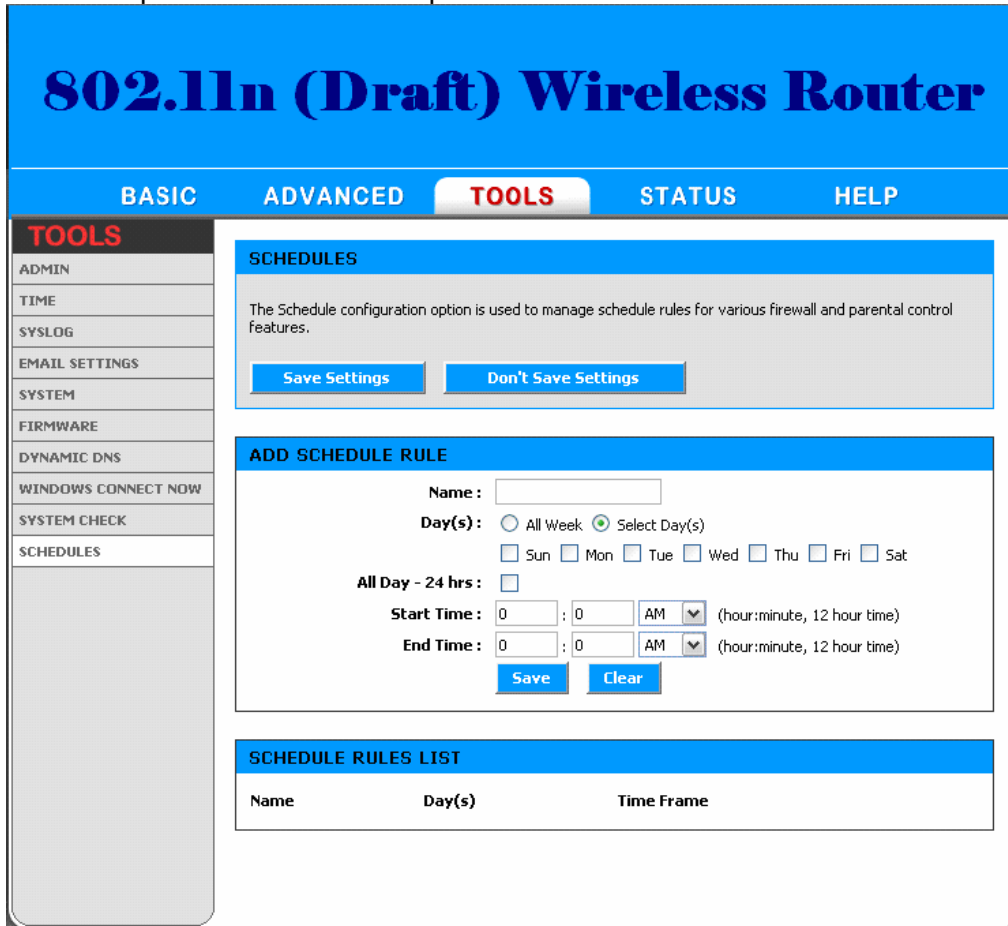 802.11n (Draft) Wireless Router
BASIC ADVANCED TOOLS STATUS HELP
TOOLS
ADMIN
TIME
SYSLOG
EMAIL SETTINGS
SYSTEM
FIRMWARE
DYNAMIC DNS
WINDOWS CONNECT NOW
SYSTEM CHECK
SCHEDULES
SCHEDULES
The Schedule configuration option is used to manage schedule rules for various firewall and parental control
features.
Save Settings Don't Save Settings
ADD SCHEDULE RULE
Name :
Day(s) : All Week Select Day(s)
Sun Mon Tue Wed Thu Fri Sat
All Day - 24 hrs :
Start Time : 0 : 0 AM (hour:minute, 12 hour time)
End Time : 0 : 0 AM (hour:minute, 12 hour time)
Save Clear
SCHEDULE RULES LIST
Name Day(s) Time Frame